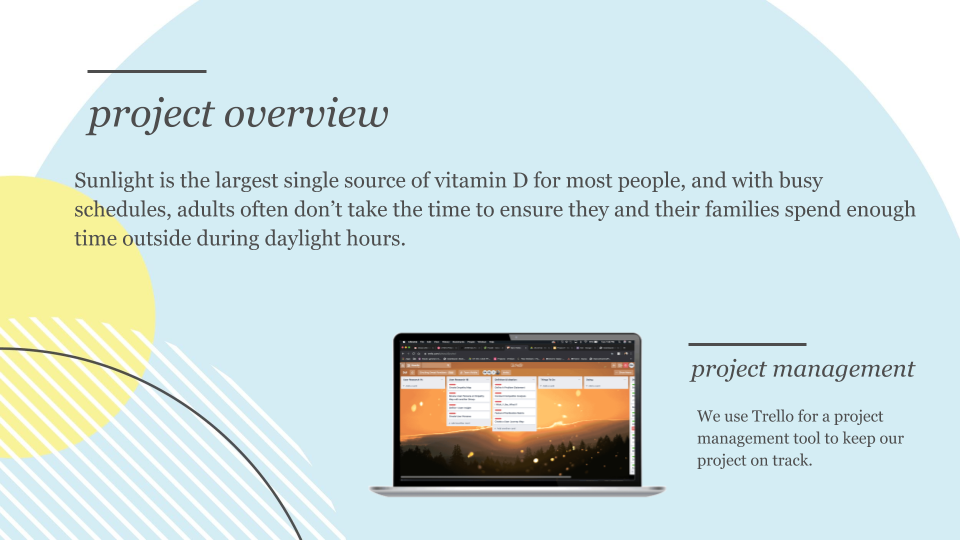 project overview
Sunlight is the largest single source of vitamin D for most people, and with busy
schedules, adults often don’t take the time to ensure they and their families spend enough
time outside during daylight hours.
project management
We use Trello for a project
management tool to keep our
project on track.